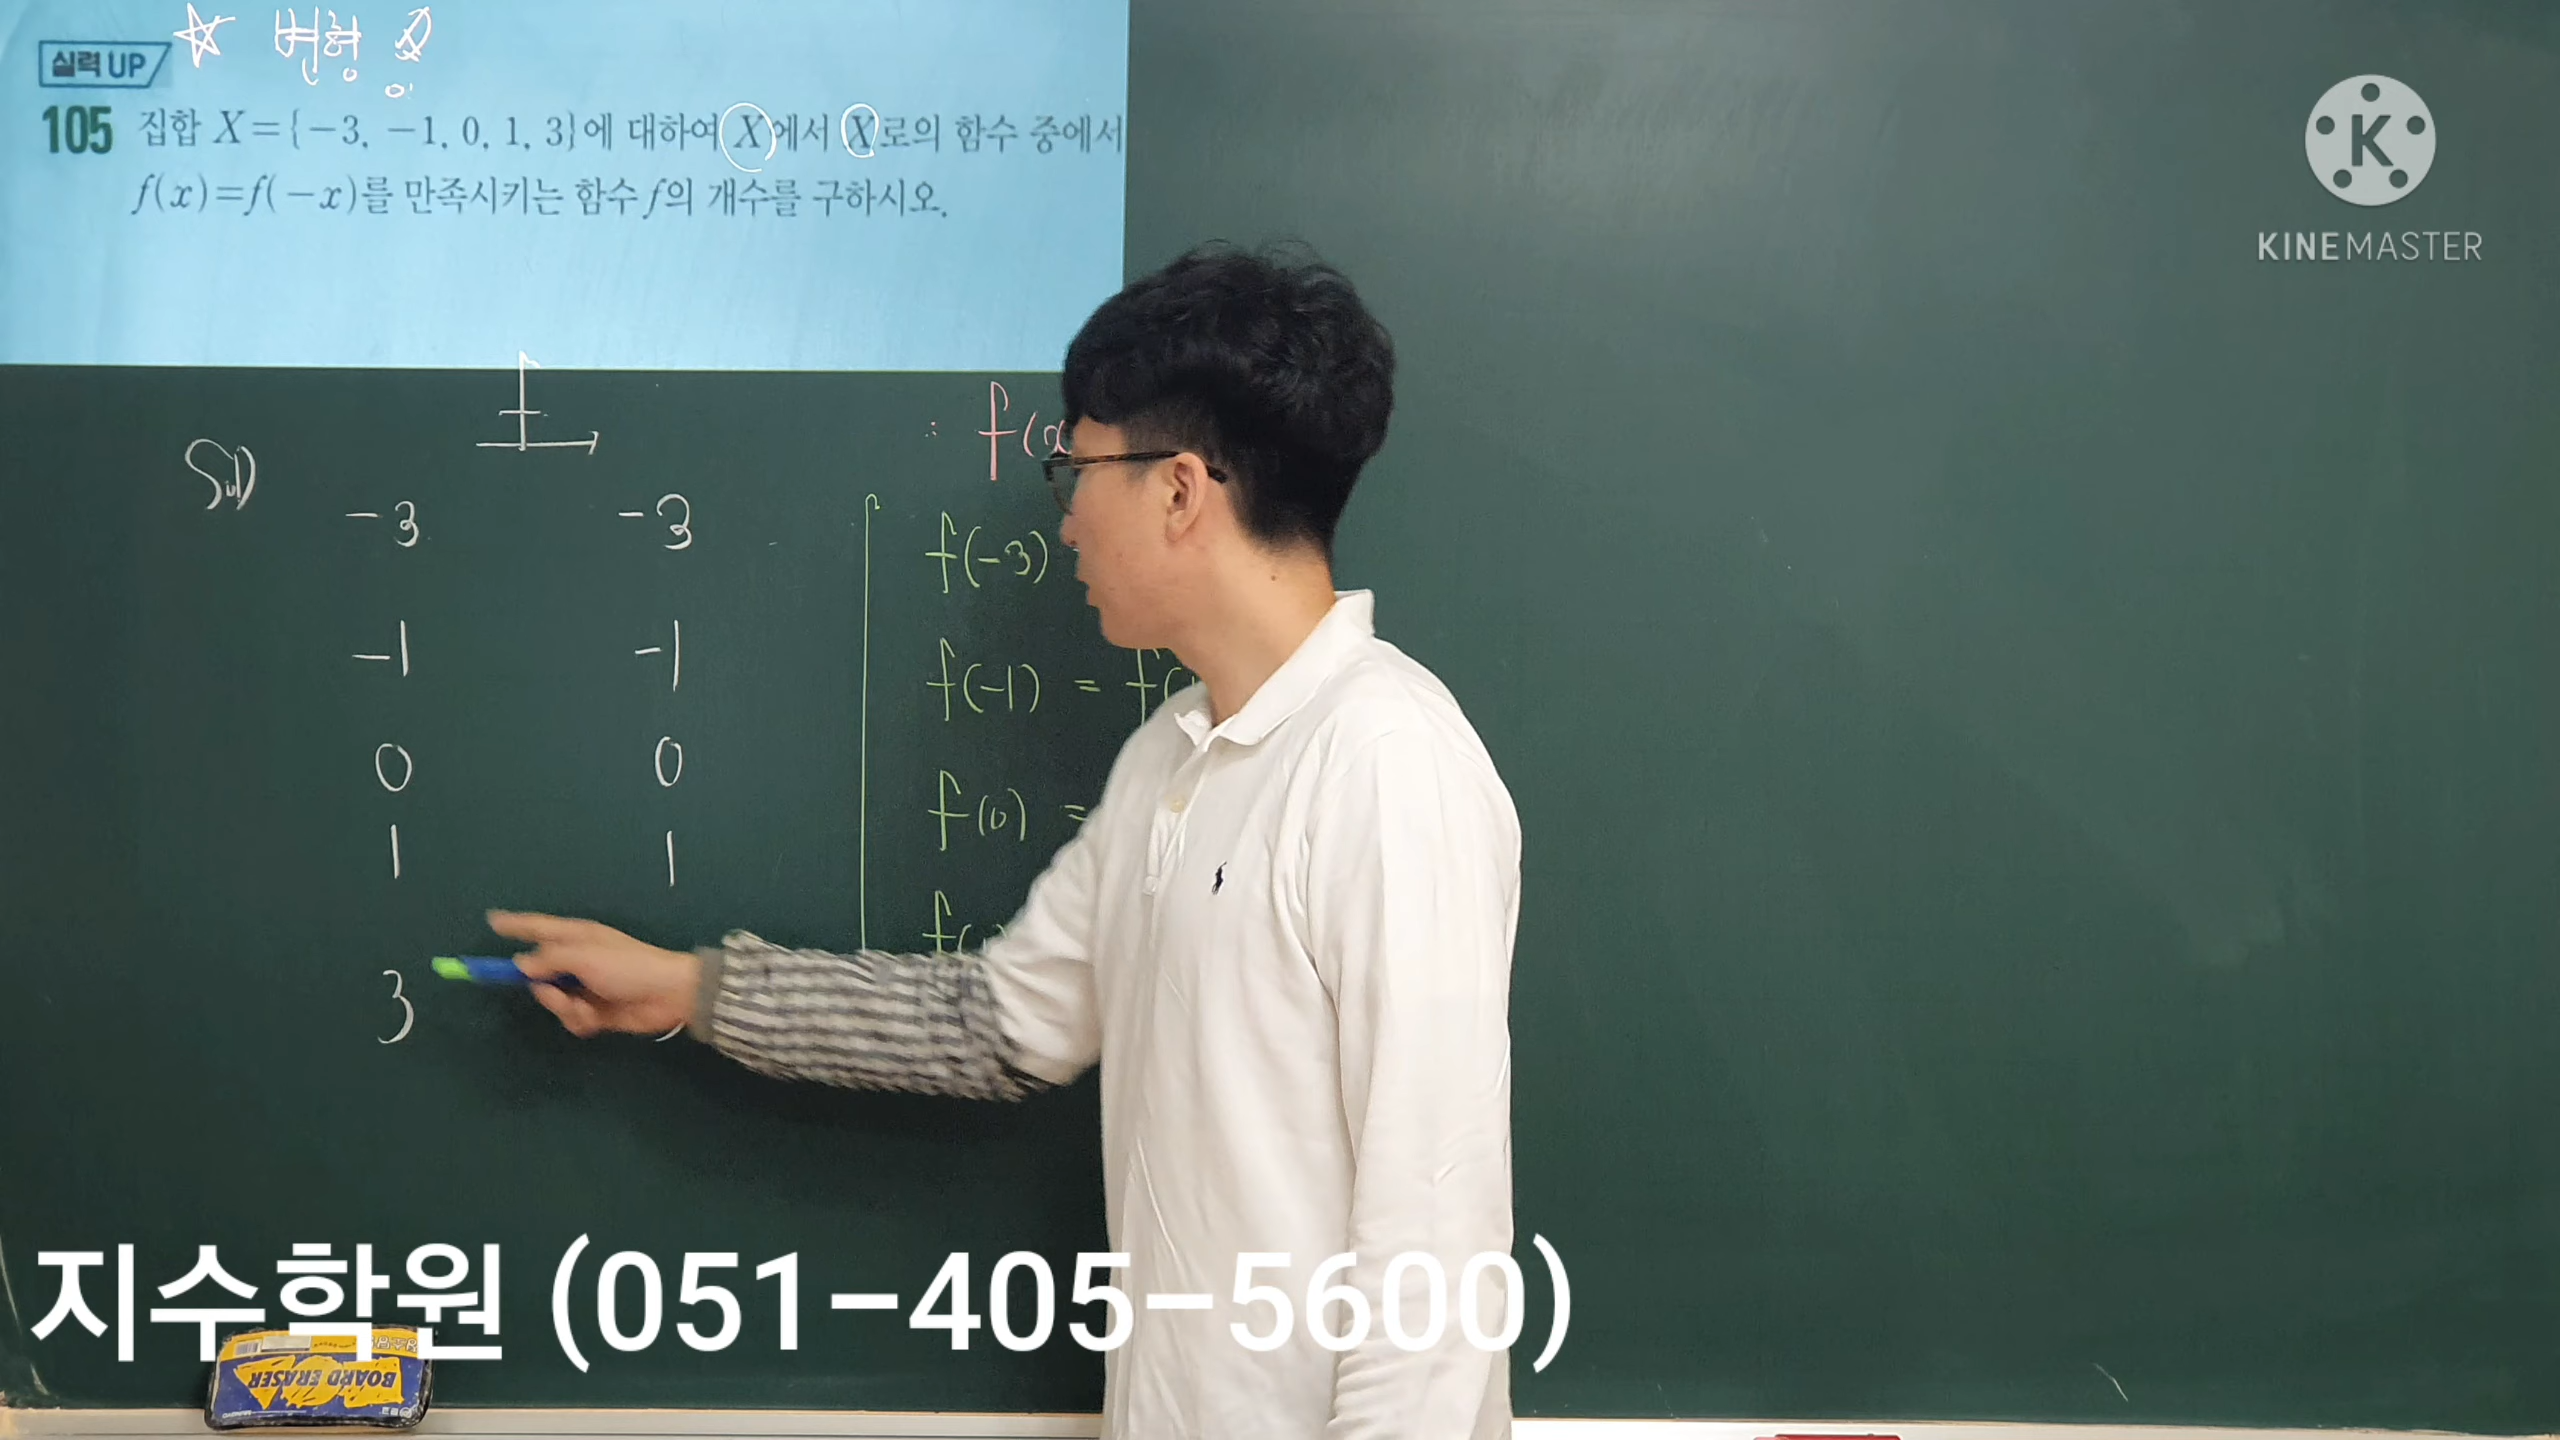 변형
실력 UP
105 집합 X={-3, -1, 0, 1, 3}에 대하여 X에서 X로의 함수 중에서
f(x)=f(-x)를 만족시키는 함수 f의 개수를 구하시오.
K
KINEMASTER
f
Sol)
-3 -3
-1 -1
0 0
1 1
3
∴ f(x
f(-3)
f(-1) = f(
f(0) =
f(
지수학원 (051-405-5600)
BOARD ERASER